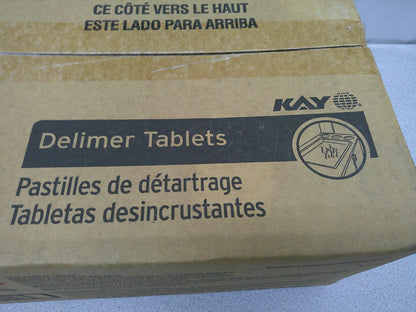 CE CÔTÉ VERS LE HAUT
ESTE LADO PARA ARRIBA
KAY
Delimer Tablets
Pastilles de détartrage
Tabletas desincrustantes